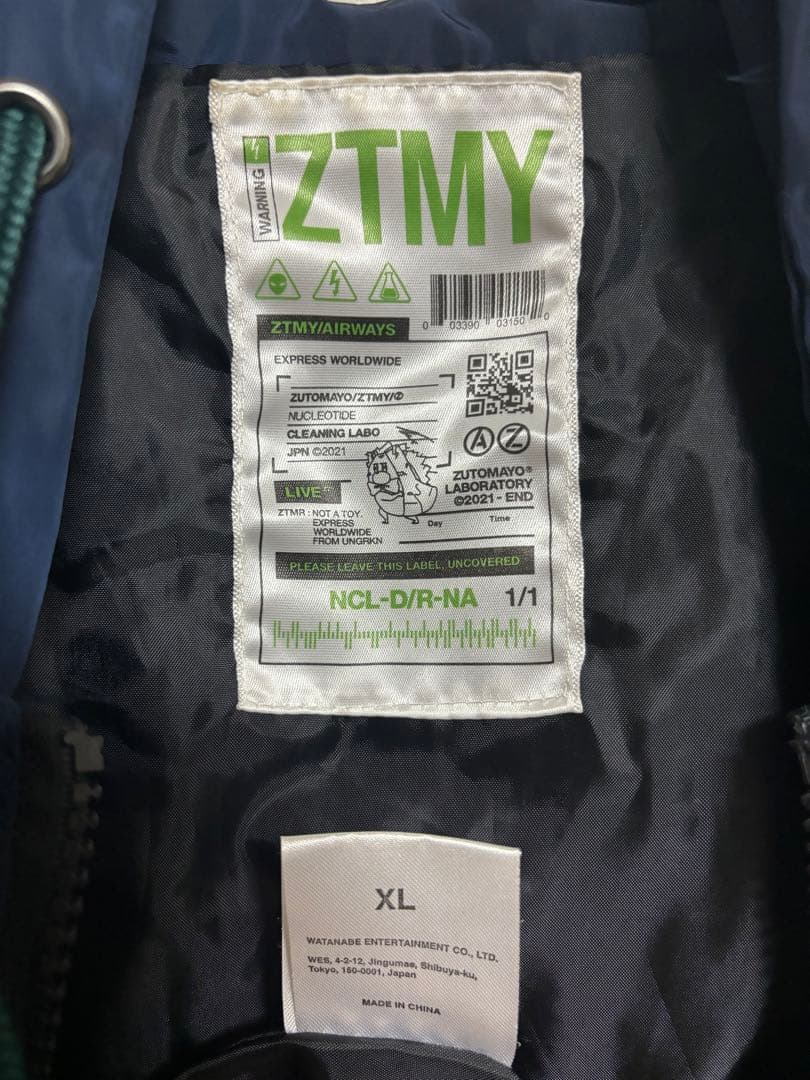 WARNING
ZTMY
0 03390 03150 0
ZTMY/AIRWAYS
EXPRESS WORLDWIDE
ZUTOMAYO/ZTMY/Ⓩ
NUCLEOTIDE
CLEANING LABO
JPN ©2021
A Z
ZUTOMAYO®
LABORATORY
©2021 - END
LIVE
ZTMR : NOT A TOY.
EXPRESS
WORLDWIDE
FROM UNGRKN
Day Time
PLEASE LEAVE THIS LABEL, UNCOVERED
NCL-D/R-NA 1/1
XL
WATANABE ENTERTAINMENT CO., LTD.
WES, 4-2-12, Jingumae, Shibuya-ku,
Tokyo, 150-0001, Japan
MADE IN CHINA